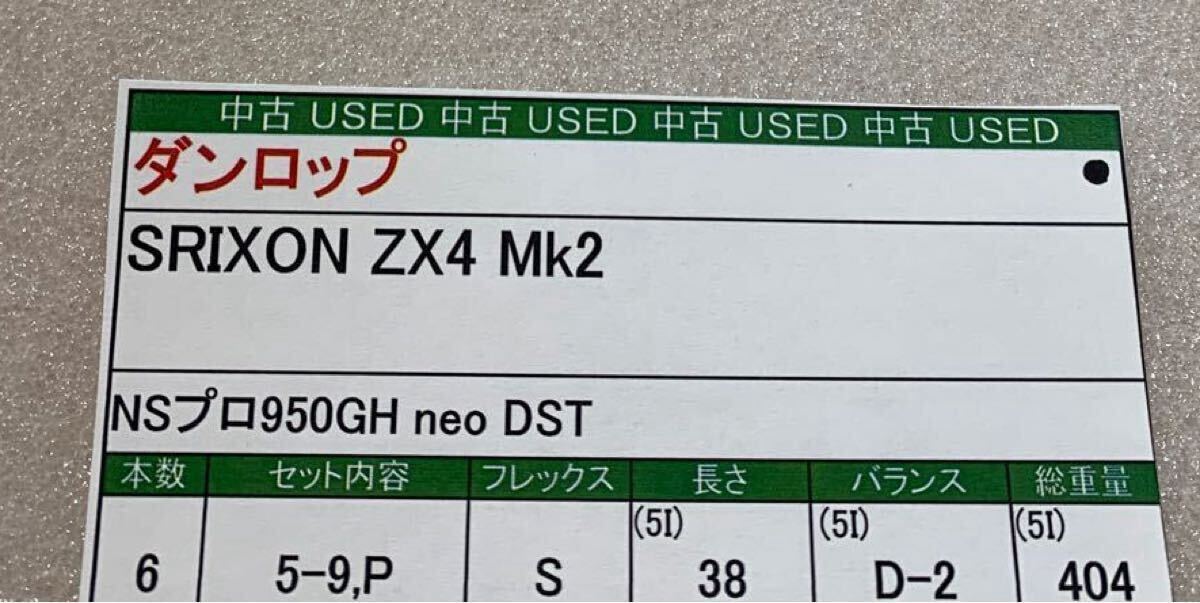 中古 USED 中古 USED 中古 USED 中古 USED
ダンロップ
SRIXON ZX4 Mk2
NSプロ950GH neo DST
本数 セット内容 フレックス 長さ バランス 総重量
(5I) (5I) (5I)
6 5-9,P S 38 D-2 404